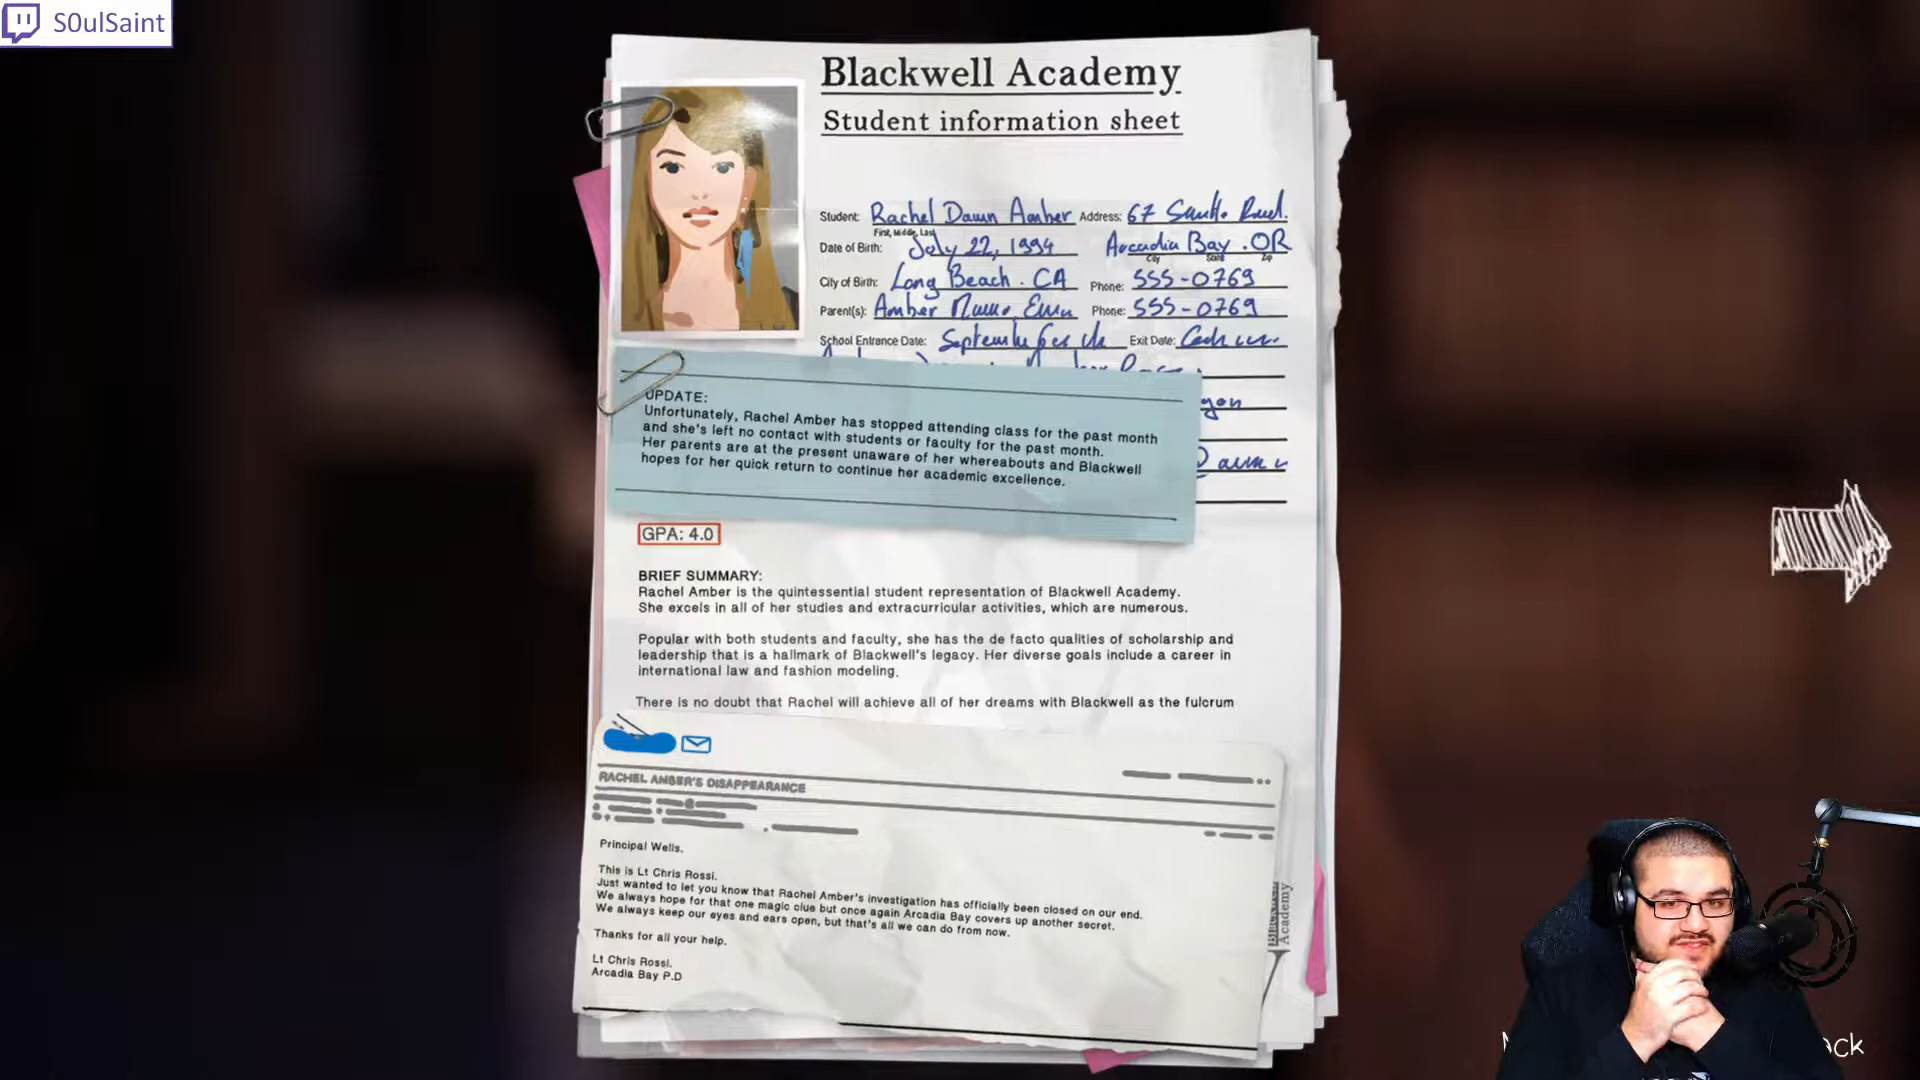 S0ulSaint
Blackwell Academy
Student information sheet
Student: Rachel Dawn Amber Address: 67
First, Middle, Last
Date of Birth: July 22, 1994 Arcadia Bay . OR
City State Zip
City of Birth: Long Beach . CA Phone: 555-0769
Parent(s): Amber Phone: 555-0769
School Entrance Date: Exit Date:
UPDATE:
Unfortunately, Rachel Amber has stopped attending class for the past month
and she's left no contact with students or faculty for the past month.
Her parents are at the present unaware of her whereabouts and Blackwell
hopes for her quick return to continue her academic excellence.
GPA: 4.0
BRIEF SUMMARY:
Rachel Amber is the quintessential student representation of Blackwell Academy.
She excels in all of her studies and extracurricular activities, which are numerous.
Popular with both students and faculty, she has the de facto qualities of scholarship and
leadership that is a hallmark of Blackwell's legacy. Her diverse goals include a career in
international law and fashion modeling.
There is no doubt that Rachel will achieve all of her dreams with Blackwell as the fulcrum
RACHEL AMBER'S DISAPPEARANCE
Principal Wells,
This is Lt Chris Rossi.
Just wanted to let you know that Rachel Amber's investigation has officially been closed on our end.
We always hope for that one magic clue but once again Arcadia Bay covers up another secret.
We always keep our eyes and ears open, but that's all we can do from now.
Thanks for all your help.
Lt Chris Rossi.
Arcadia Bay P.D
Academy